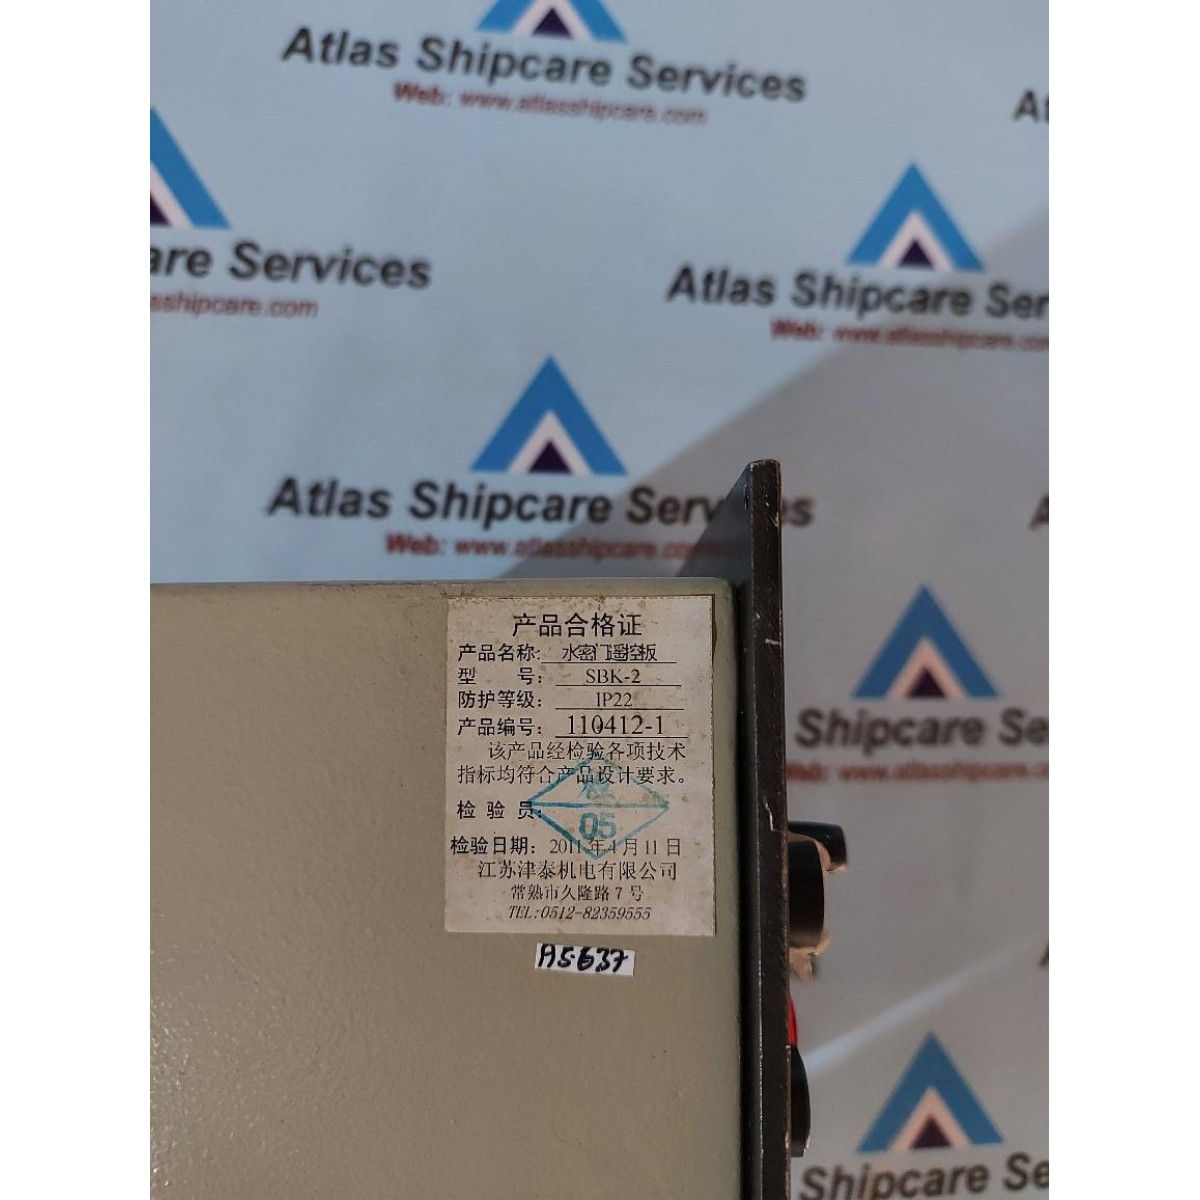 Atlas Shipcare Services
Web: www.atlasshipcare.com
At
are Services
sshipcare.com
Atlas Shipcare Ser
Web: www.atlasshipcare.co
Atlas Shipcare Services
Web: www.atlasshipcare.com
A
Shipcare
www.atlasshipcare.com
产品合格证
产品名称: 水密门遥控板
型 号: SBK-2
防护等级: IP22
产品编号: 110412-1
该产品经检验各项技术
指标均符合产品设计要求。
检 验 员:
检
05
检验日期: 2011年4月11日
江苏津泰机电有限公司
常熟市久隆路7号
TEL:0512-82359555
A5637
Shipcare Se